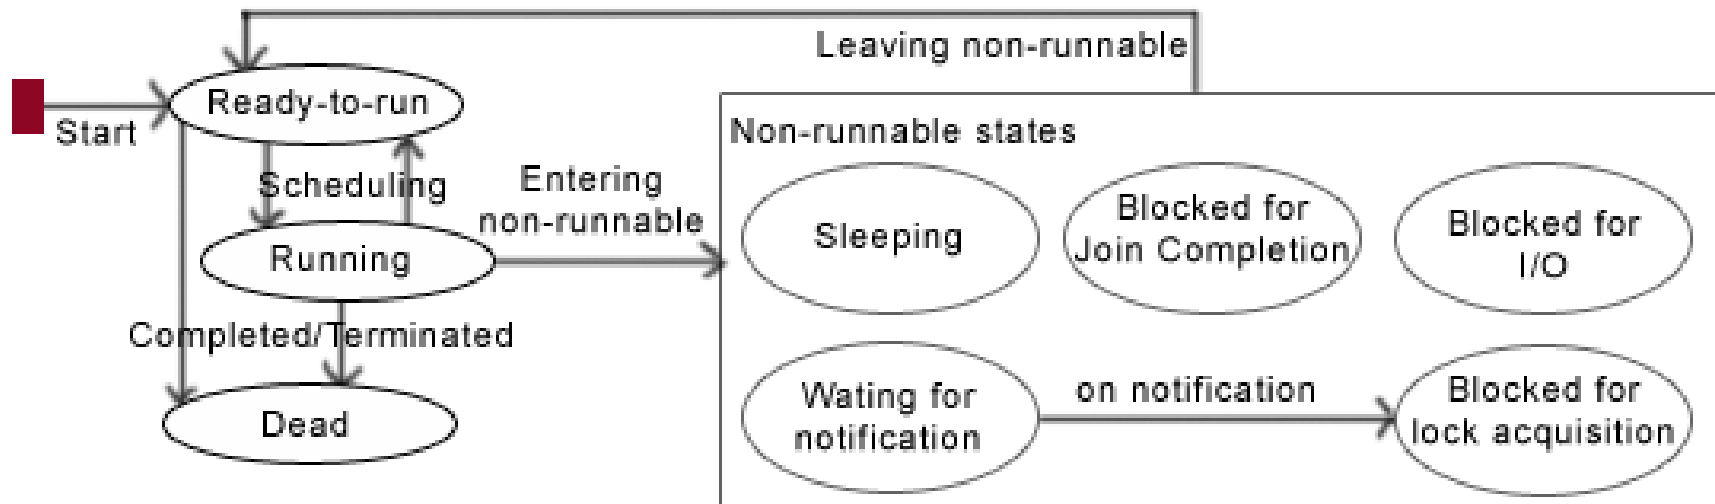 Leaving non-runnable
Ready-to-run
Start
Non-runnable states
Scheduling
Entering
non-runnable
Running
Sleeping
Blocked for
Join Completion
Blocked for
I/O
Completed/Terminated
Dead
Wating for
notification
on notification
Blocked for
lock acquisition